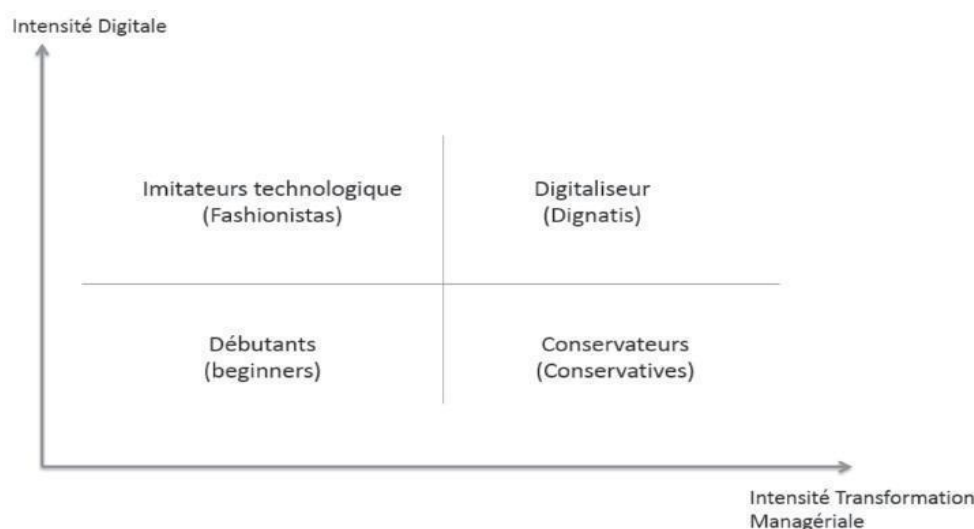 Intensité Digitale
Imitateurs technologique
(Fashionistas)
Digitaliseur
(Dignatis)
Débutants
(beginners)
Conservateurs
(Conservatives)
Intensité Transformation
Managériale